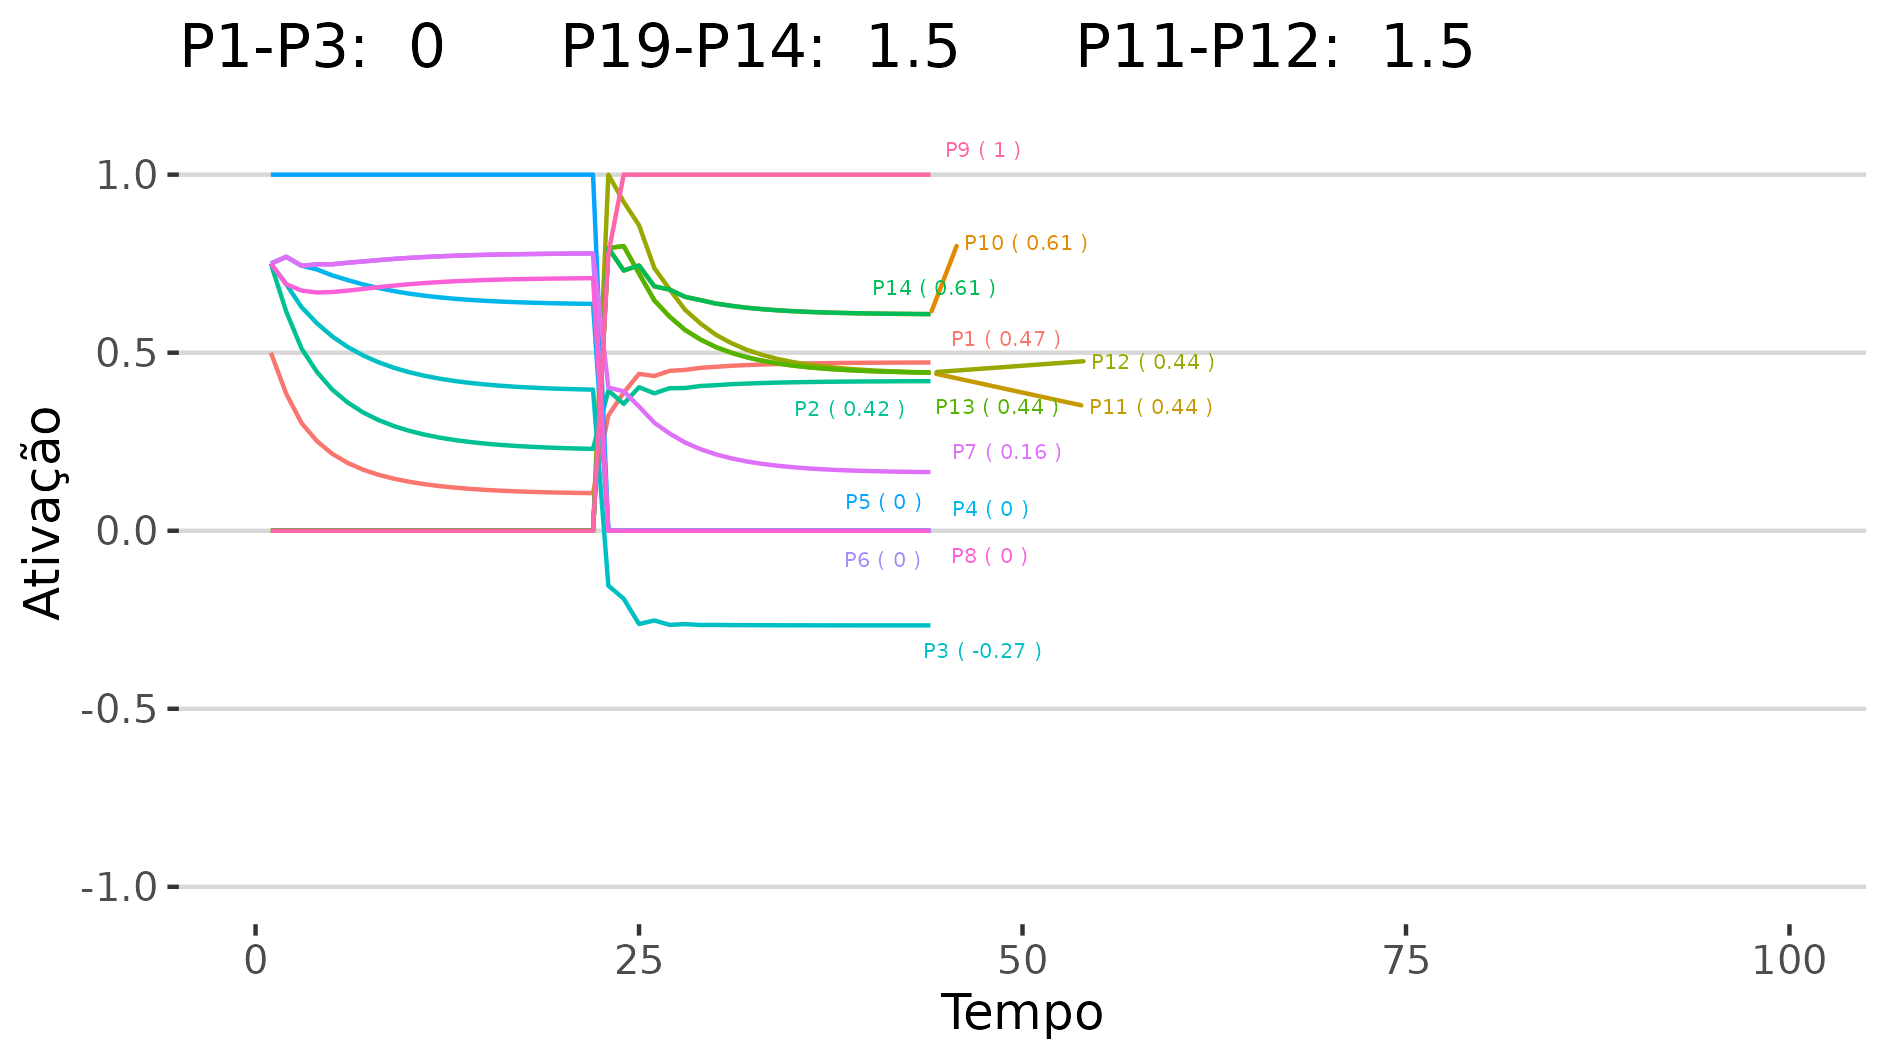 P1-P3:  0  P19-P14:  1.5  P11-P12:  1.5
P9 ( 1 )
1.0
P10 ( 0.61 )
P14 ( 0.61 )
P1 ( 0.47 )
0.5
P12 ( 0.44 )
P2 ( 0.42 )
P13 ( 0.44 )
P11 ( 0.44 )
P7 ( 0.16 )
P5 ( 0 )
P4 ( 0 )
0.0
P6 ( 0 )
P8 ( 0 )
P3 ( -0.27 )
-0.5
-1.0
Ativação
0 25 50 75 100
Tempo